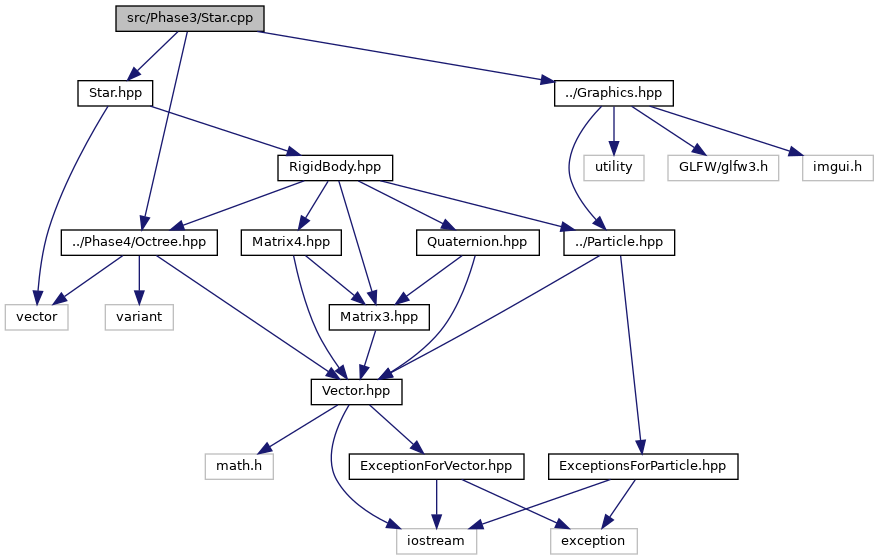 src/Phase3/Star.cpp
Star.hpp
../Graphics.hpp
RigidBody.hpp
utility
GLFW/glfw3.h
imgui.h
../Phase4/Octree.hpp
Matrix4.hpp
Quaternion.hpp
../Particle.hpp
vector
variant
Matrix3.hpp
Vector.hpp
math.h
ExceptionForVector.hpp
ExceptionsForParticle.hpp
iostream
exception